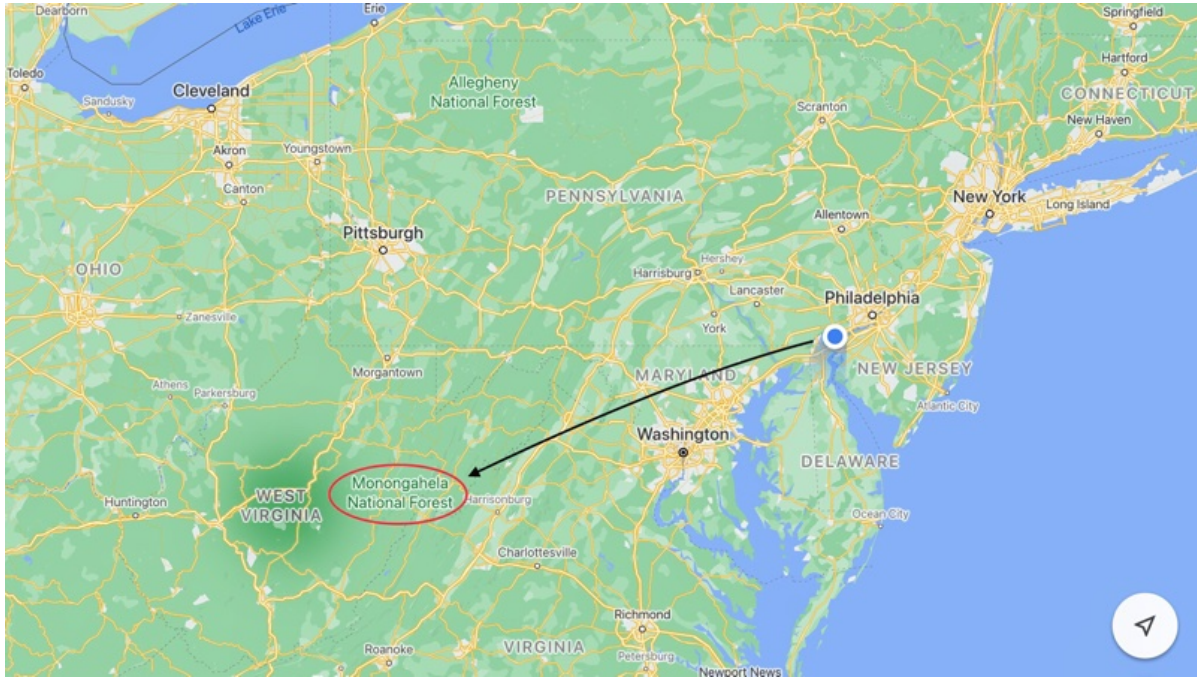 Dearborn
Erie
Springfield
Lake Erie
Toledo
Hartford
Allegheny
National Forest
Cleveland
CONNECTICUT
Sandusky
Scranton
New Haven
Akron
Youngstown
Canton
PENNSYLVANIA
New York
Long Island
Allentown
Pittsburgh
OHIO
Harrisburg
Hershey
Lancaster
Philadelphia
Zanesville
York
Morgantown
MARYLAND
NEW JERSEY
Athens
Parkersburg
Atlantic City
Washington
DELAWARE
Monongahela
National Forest
WEST
VIRGINIA
Huntington
Harrisonburg
Ocean City
Charlottesville
Richmond
Roanoke
VIRGINIA
Petersburg
Newport News